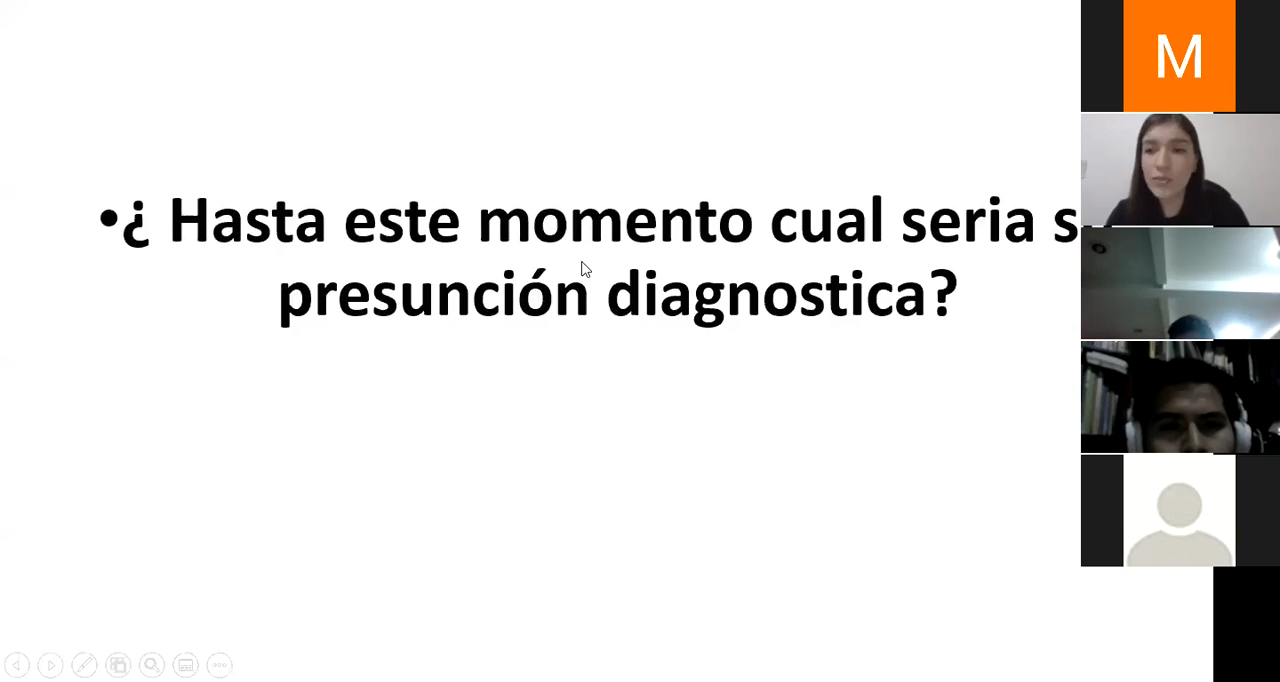 •¿ Hasta este momento cual seria s
presunción diagnostica?
M